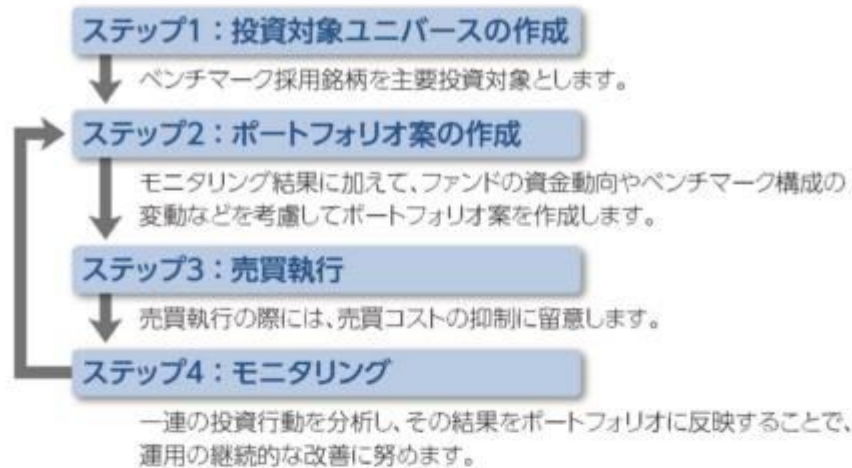 ステップ1：投資対象ユニバースの作成
ベンチマーク採用銘柄を主要投資対象とします。
ステップ2：ポートフォリオ案の作成
モニタリング結果に加えて、ファンドの資金動向やベンチマーク構成の
変動などを考慮してポートフォリオ案を作成します。
ステップ3：売買執行
売買執行の際には、売買コストの抑制に留意します。
ステップ4：モニタリング
一連の投資行動を分析し、その結果をポートフォリオに反映することで、
運用の継続的な改善に努めます。